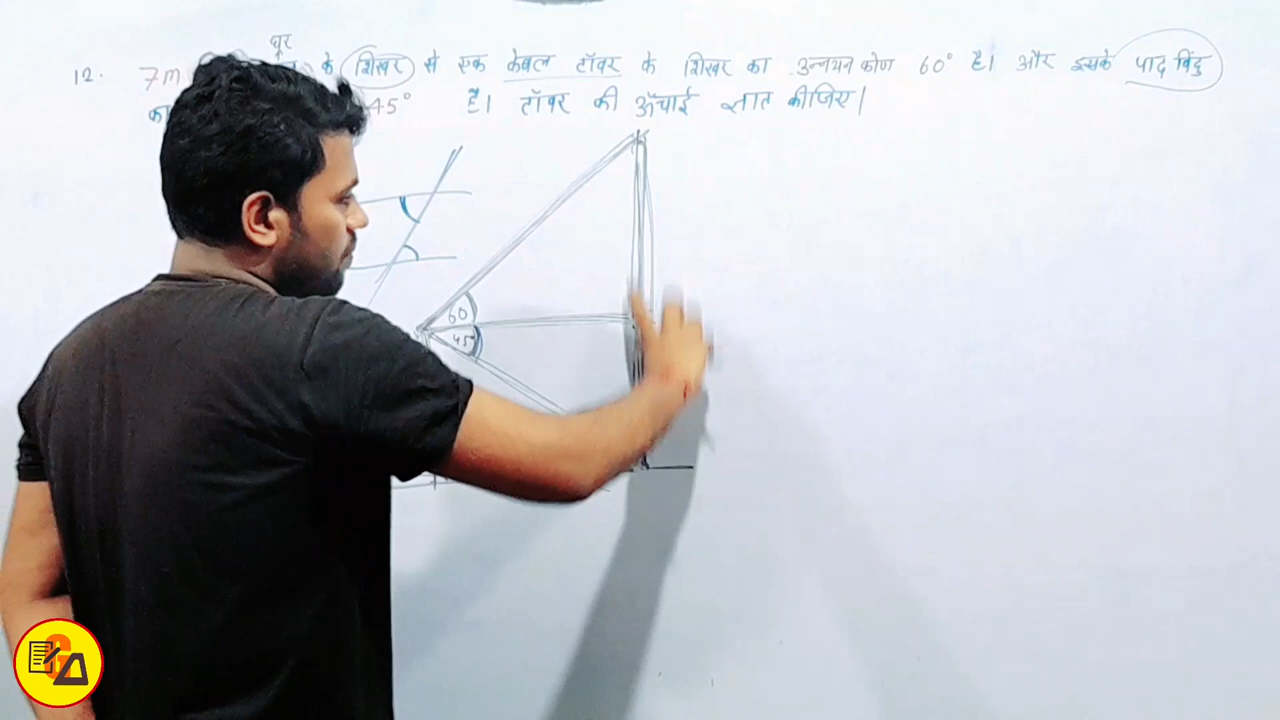 घूर
12. 7m के शिखर से एक केबल टॉवर के शिखर का उन्नयन कोण 60° है। और इसके पाद बिंदु
का 45° है। टॉवर की ऊँचाई ज्ञात कीजिए।
60
45